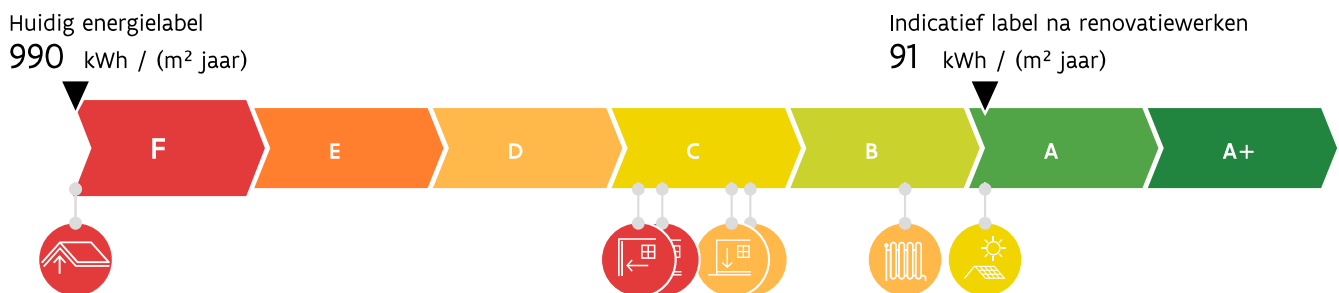 Huidig energielabel
990 kWh / (m² jaar)
Indicatief label na renovatiewerken
91 kWh / (m² jaar)
F E D C B A A+